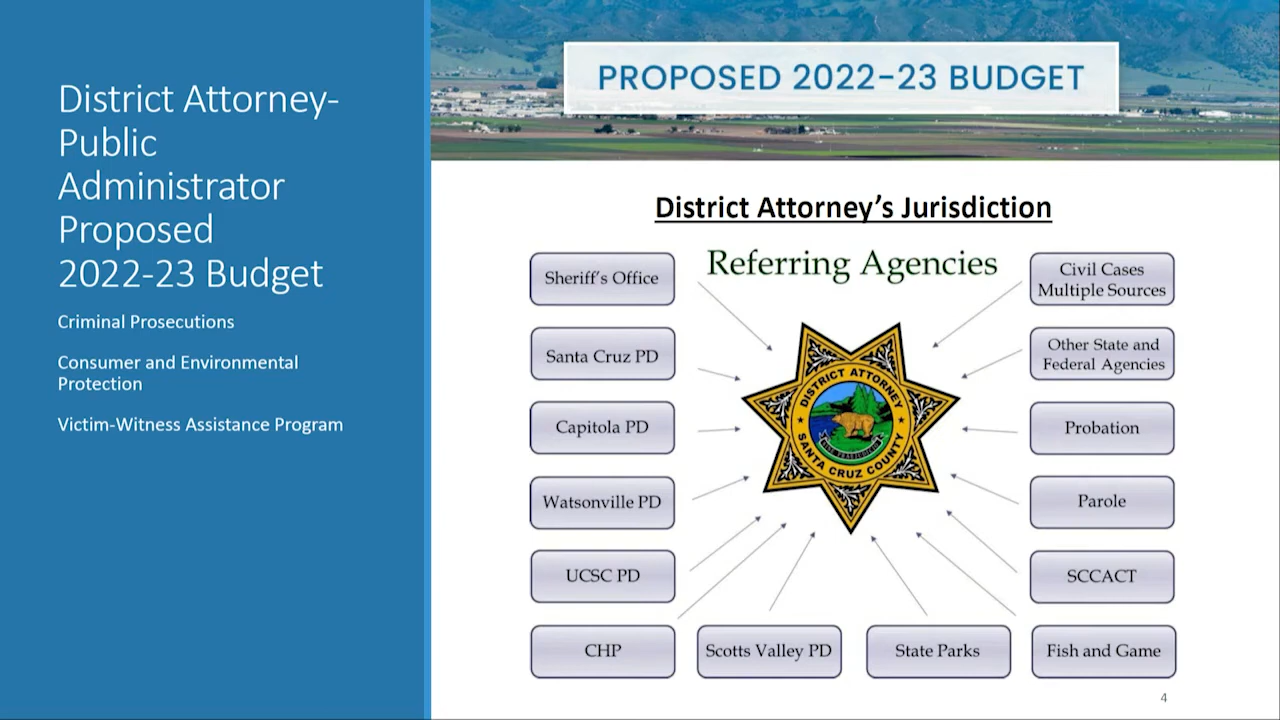 District Attorney-
Public
Administrator
Proposed
2022-23 Budget
Criminal Prosecutions
Consumer and Environmental
Protection
Victim-Witness Assistance Program
PROPOSED 2022-23 BUDGET
District Attorney's Jurisdiction
Referring Agencies
Sheriff's Office
Santa Cruz PD
Capitola PD
Watsonville PD
UCSC PD
CHP
Scotts Valley PD
State Parks
Fish and Game
Civil Cases
Multiple Sources
Other State and
Federal Agencies
Probation
Parole
SCCACT
DISTRICT ATTORNEY
SANTA CRUZ COUNTY
4